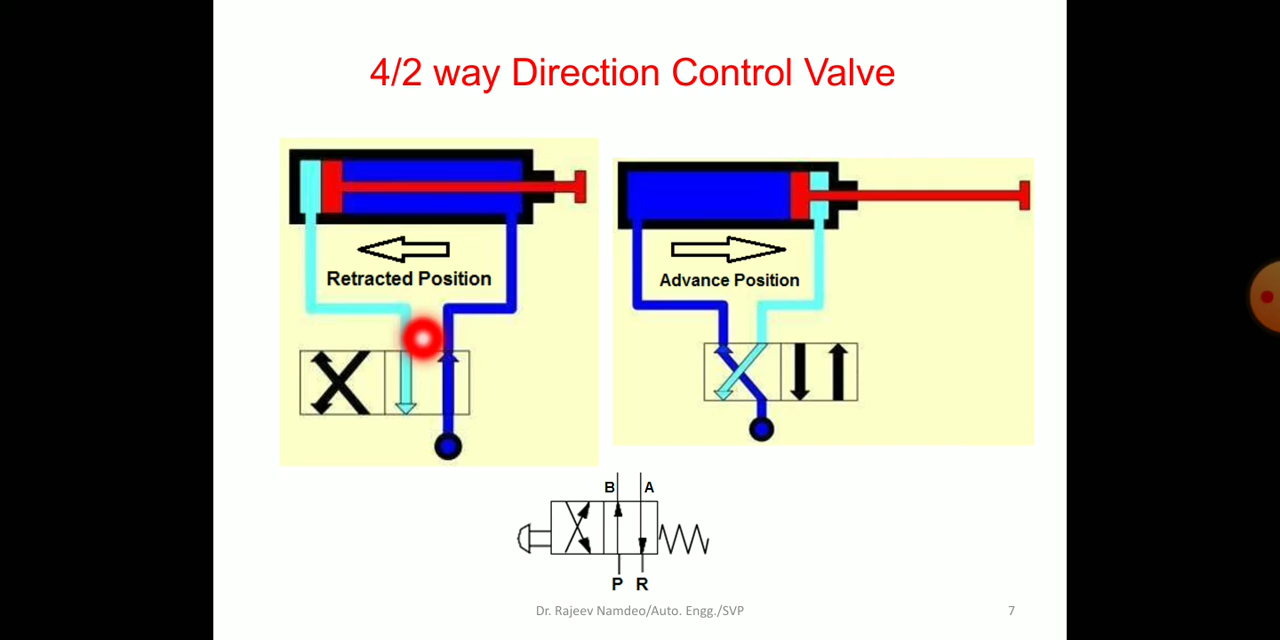 4/2 way Direction Control Valve
Retracted Position
Advance Position
B A
P R
Dr. Rajeev Namdeo/Auto. Engg./SVP
7